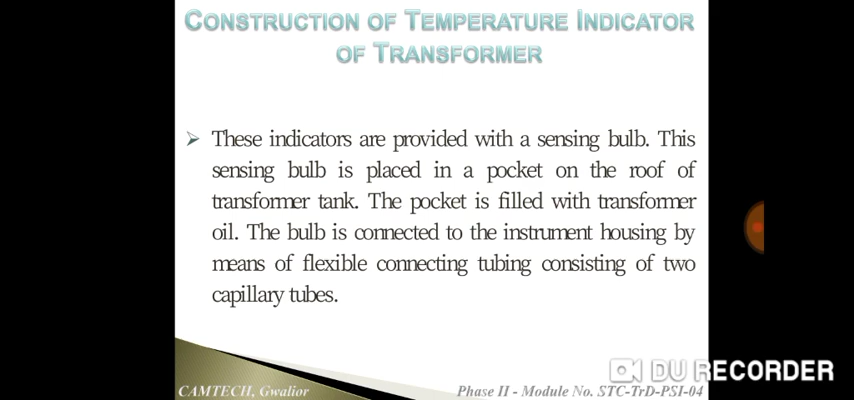 CONSTRUCTION OF TEMPERATURE INDICATOR
OF TRANSFORMER
➢ These indicators are provided with a sensing bulb. This
sensing bulb is placed in a pocket on the roof of
transformer tank. The pocket is filled with transformer
oil. The bulb is connected to the instrument housing by
means of flexible connecting tubing consisting of two
capillary tubes.
DU RECORDER
CAMTECH, Gwalior
Phase II - Module No. STC-TrD-PSI-04